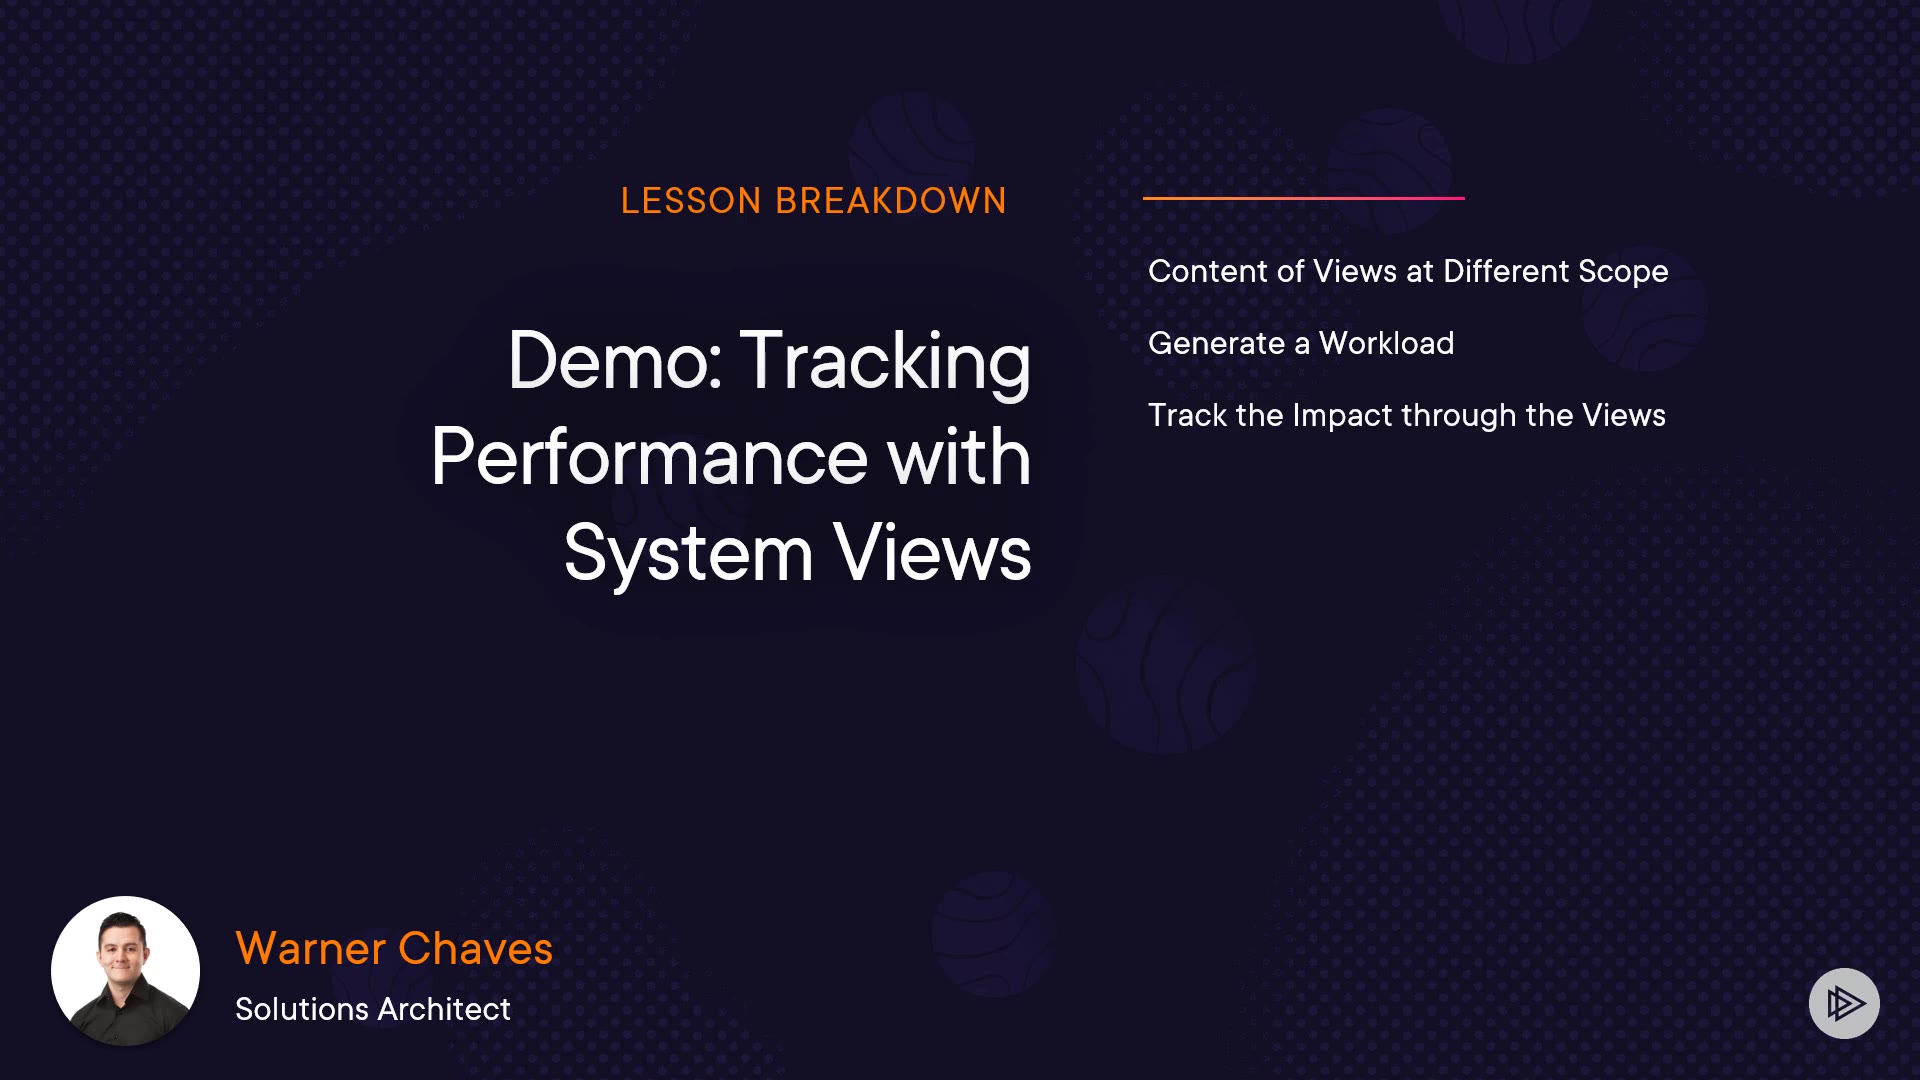 LESSON BREAKDOWN
Demo: Tracking
Performance with
System Views
Content of Views at Different Scope
Generate a Workload
Track the Impact through the Views
Warner Chaves
Solutions Architect